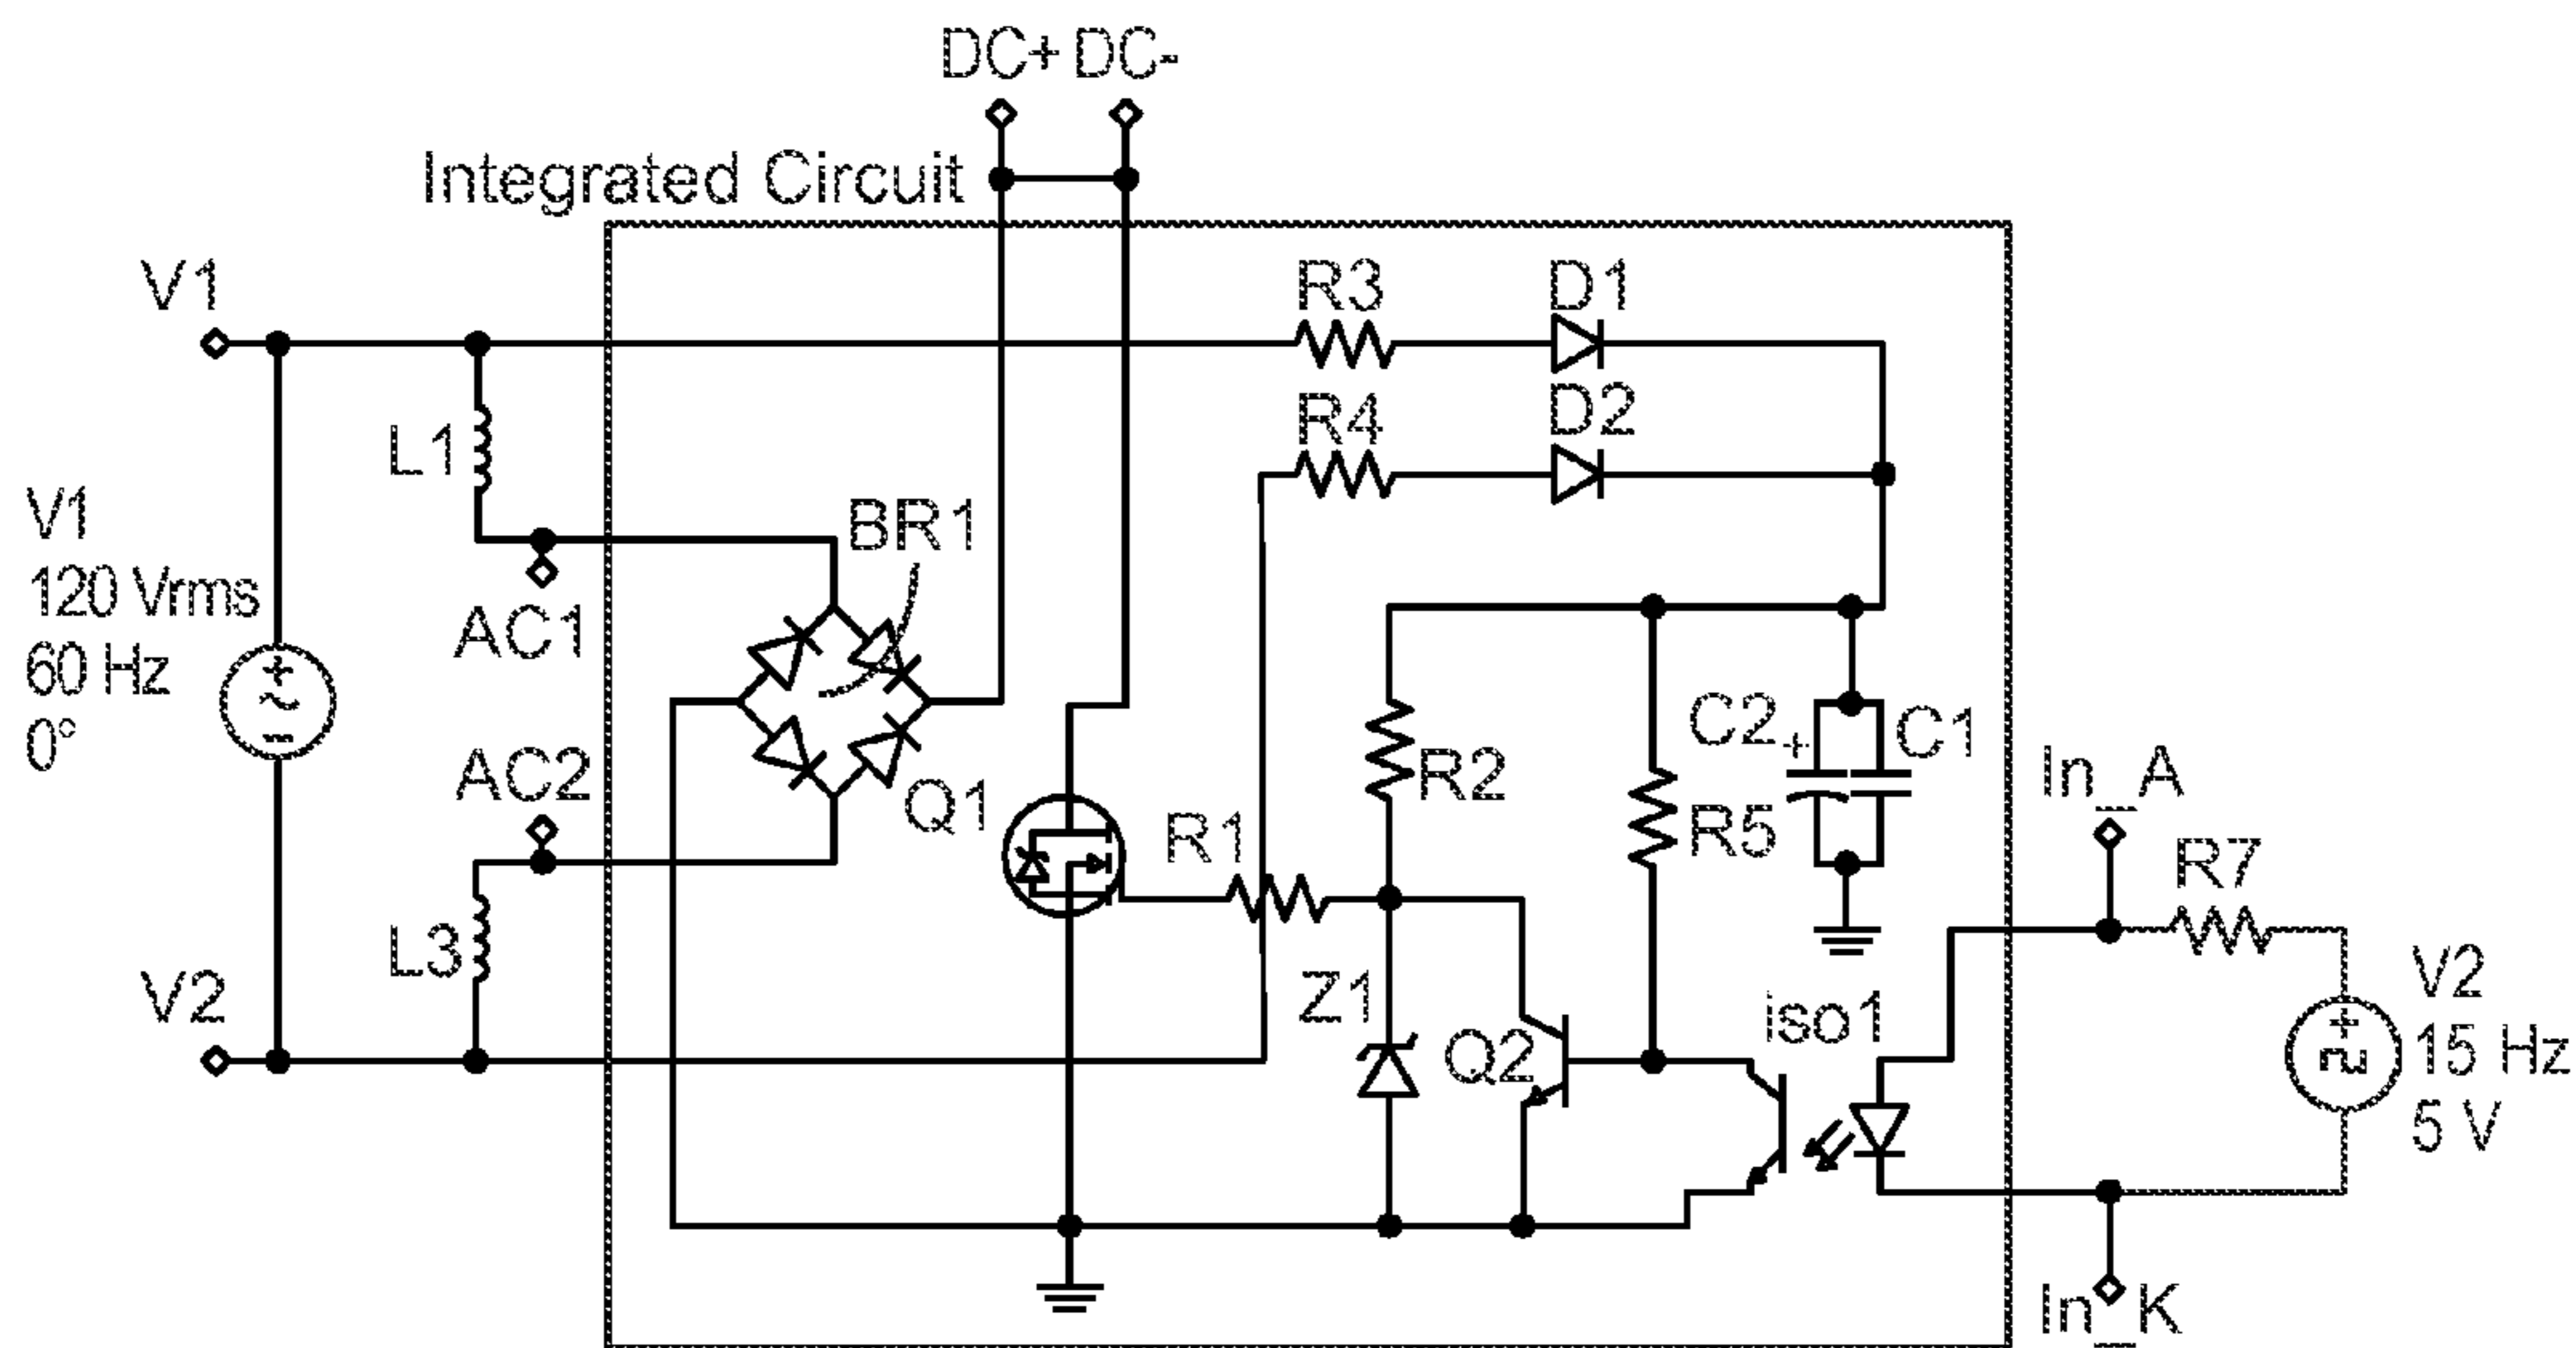 DC+ DC-
Integrated Circuit
V1
R3
D1
R4
D2
L1
V1
120 Vrms
60 Hz
0°
BR1
AC1
AC2
Q1
R1
R2
C2
+
C1
R5
In_A
R7
L3
V2
Z1
Q2
iso1
V2
15 Hz
5 V
In_K